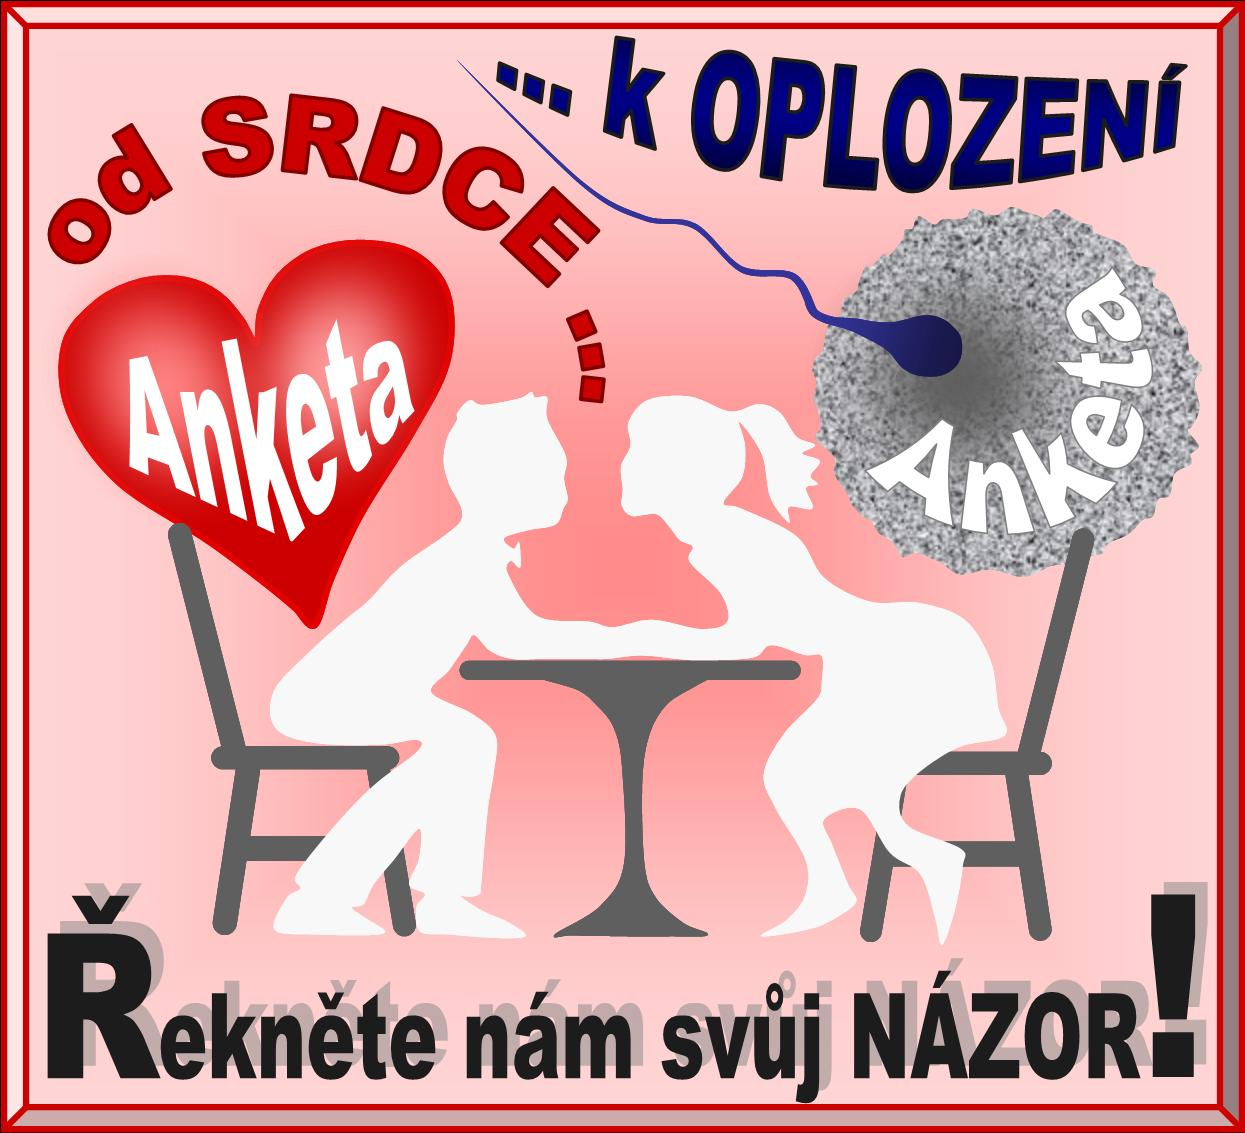 od SRDCE ...
... k OPLOZENÍ
Anketa
Anketa
Řekněte nám svůj NÁZOR!